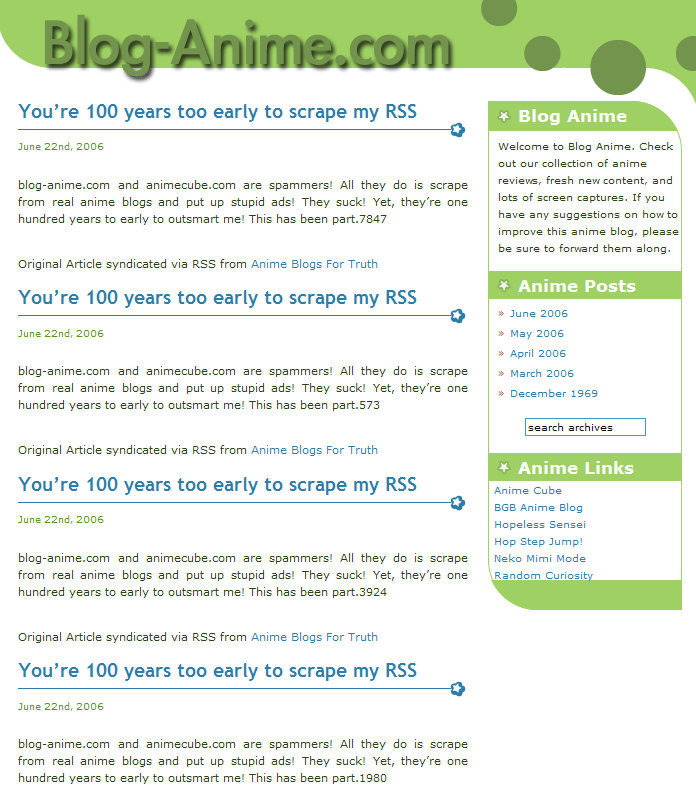 Blog-Anime.com
You're 100 years too early to scrape my RSS
June 22nd, 2006
blog-anime.com and animecube.com are spammers! All they do is scrape
from real anime blogs and put up stupid ads! They suck! Yet, they're one
hundred years to early to outsmart me! This has been part.7847
Original Article syndicated via RSS from Anime Blogs For Truth
You're 100 years too early to scrape my RSS
June 22nd, 2006
blog-anime.com and animecube.com are spammers! All they do is scrape
from real anime blogs and put up stupid ads! They suck! Yet, they're one
hundred years to early to outsmart me! This has been part.573
Original Article syndicated via RSS from Anime Blogs For Truth
You're 100 years too early to scrape my RSS
June 22nd, 2006
blog-anime.com and animecube.com are spammers! All they do is scrape
from real anime blogs and put up stupid ads! They suck! Yet, they're one
hundred years to early to outsmart me! This has been part.3924
Original Article syndicated via RSS from Anime Blogs For Truth
You're 100 years too early to scrape my RSS
June 22nd, 2006
blog-anime.com and animecube.com are spammers! All they do is scrape
from real anime blogs and put up stupid ads! They suck! Yet, they're one
hundred years to early to outsmart me! This has been part.1980
Blog Anime
Welcome to Blog Anime. Check
out our collection of anime
reviews, fresh new content, and
lots of screen captures. If you
have any suggestions on how to
improve this anime blog, please
be sure to forward them along.
Anime Posts
» June 2006
» May 2006
» April 2006
» March 2006
» December 1969
search archives
Anime Links
Anime Cube
BGB Anime Blog
Hopeless Sensei
Hop Step Jump!
Neko Mimi Mode
Random Curiosity